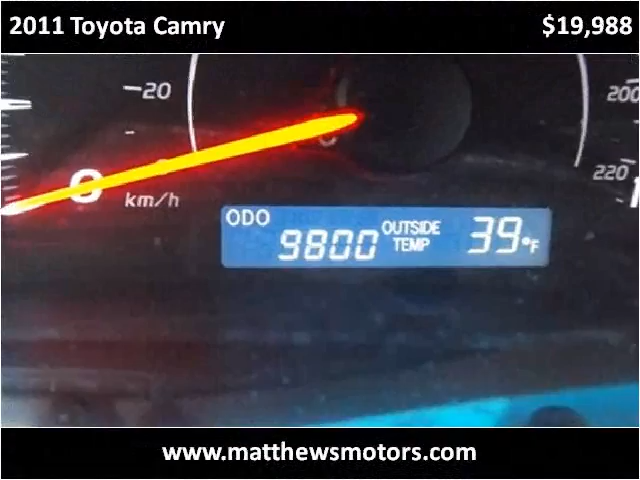 2011 Toyota Camry $19,988
20 200
0 km/h 220
ODO 9800 OUTSIDE TEMP 39°F
www.matthewsmotors.com